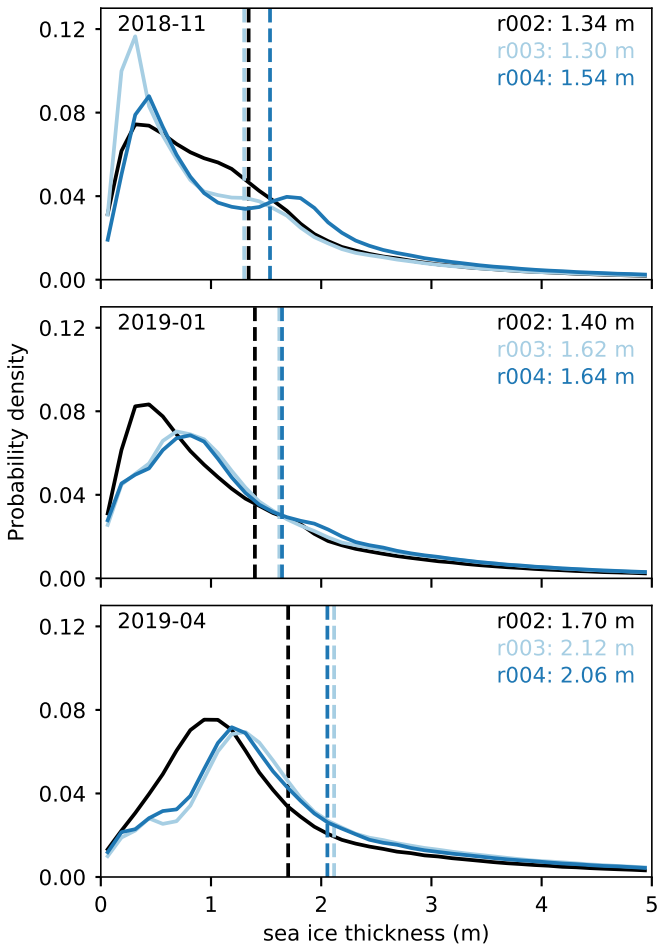 2018-11
r002: 1.34 m
r003: 1.30 m
r004: 1.54 m
0.12
0.08
0.04
0.00
2019-01
r002: 1.40 m
r003: 1.62 m
r004: 1.64 m
0.12
0.08
0.04
0.00
Probability density
2019-04
r002: 1.70 m
r003: 2.12 m
r004: 2.06 m
0.12
0.08
0.04
0.00
0 1 2 3 4 5
sea ice thickness (m)